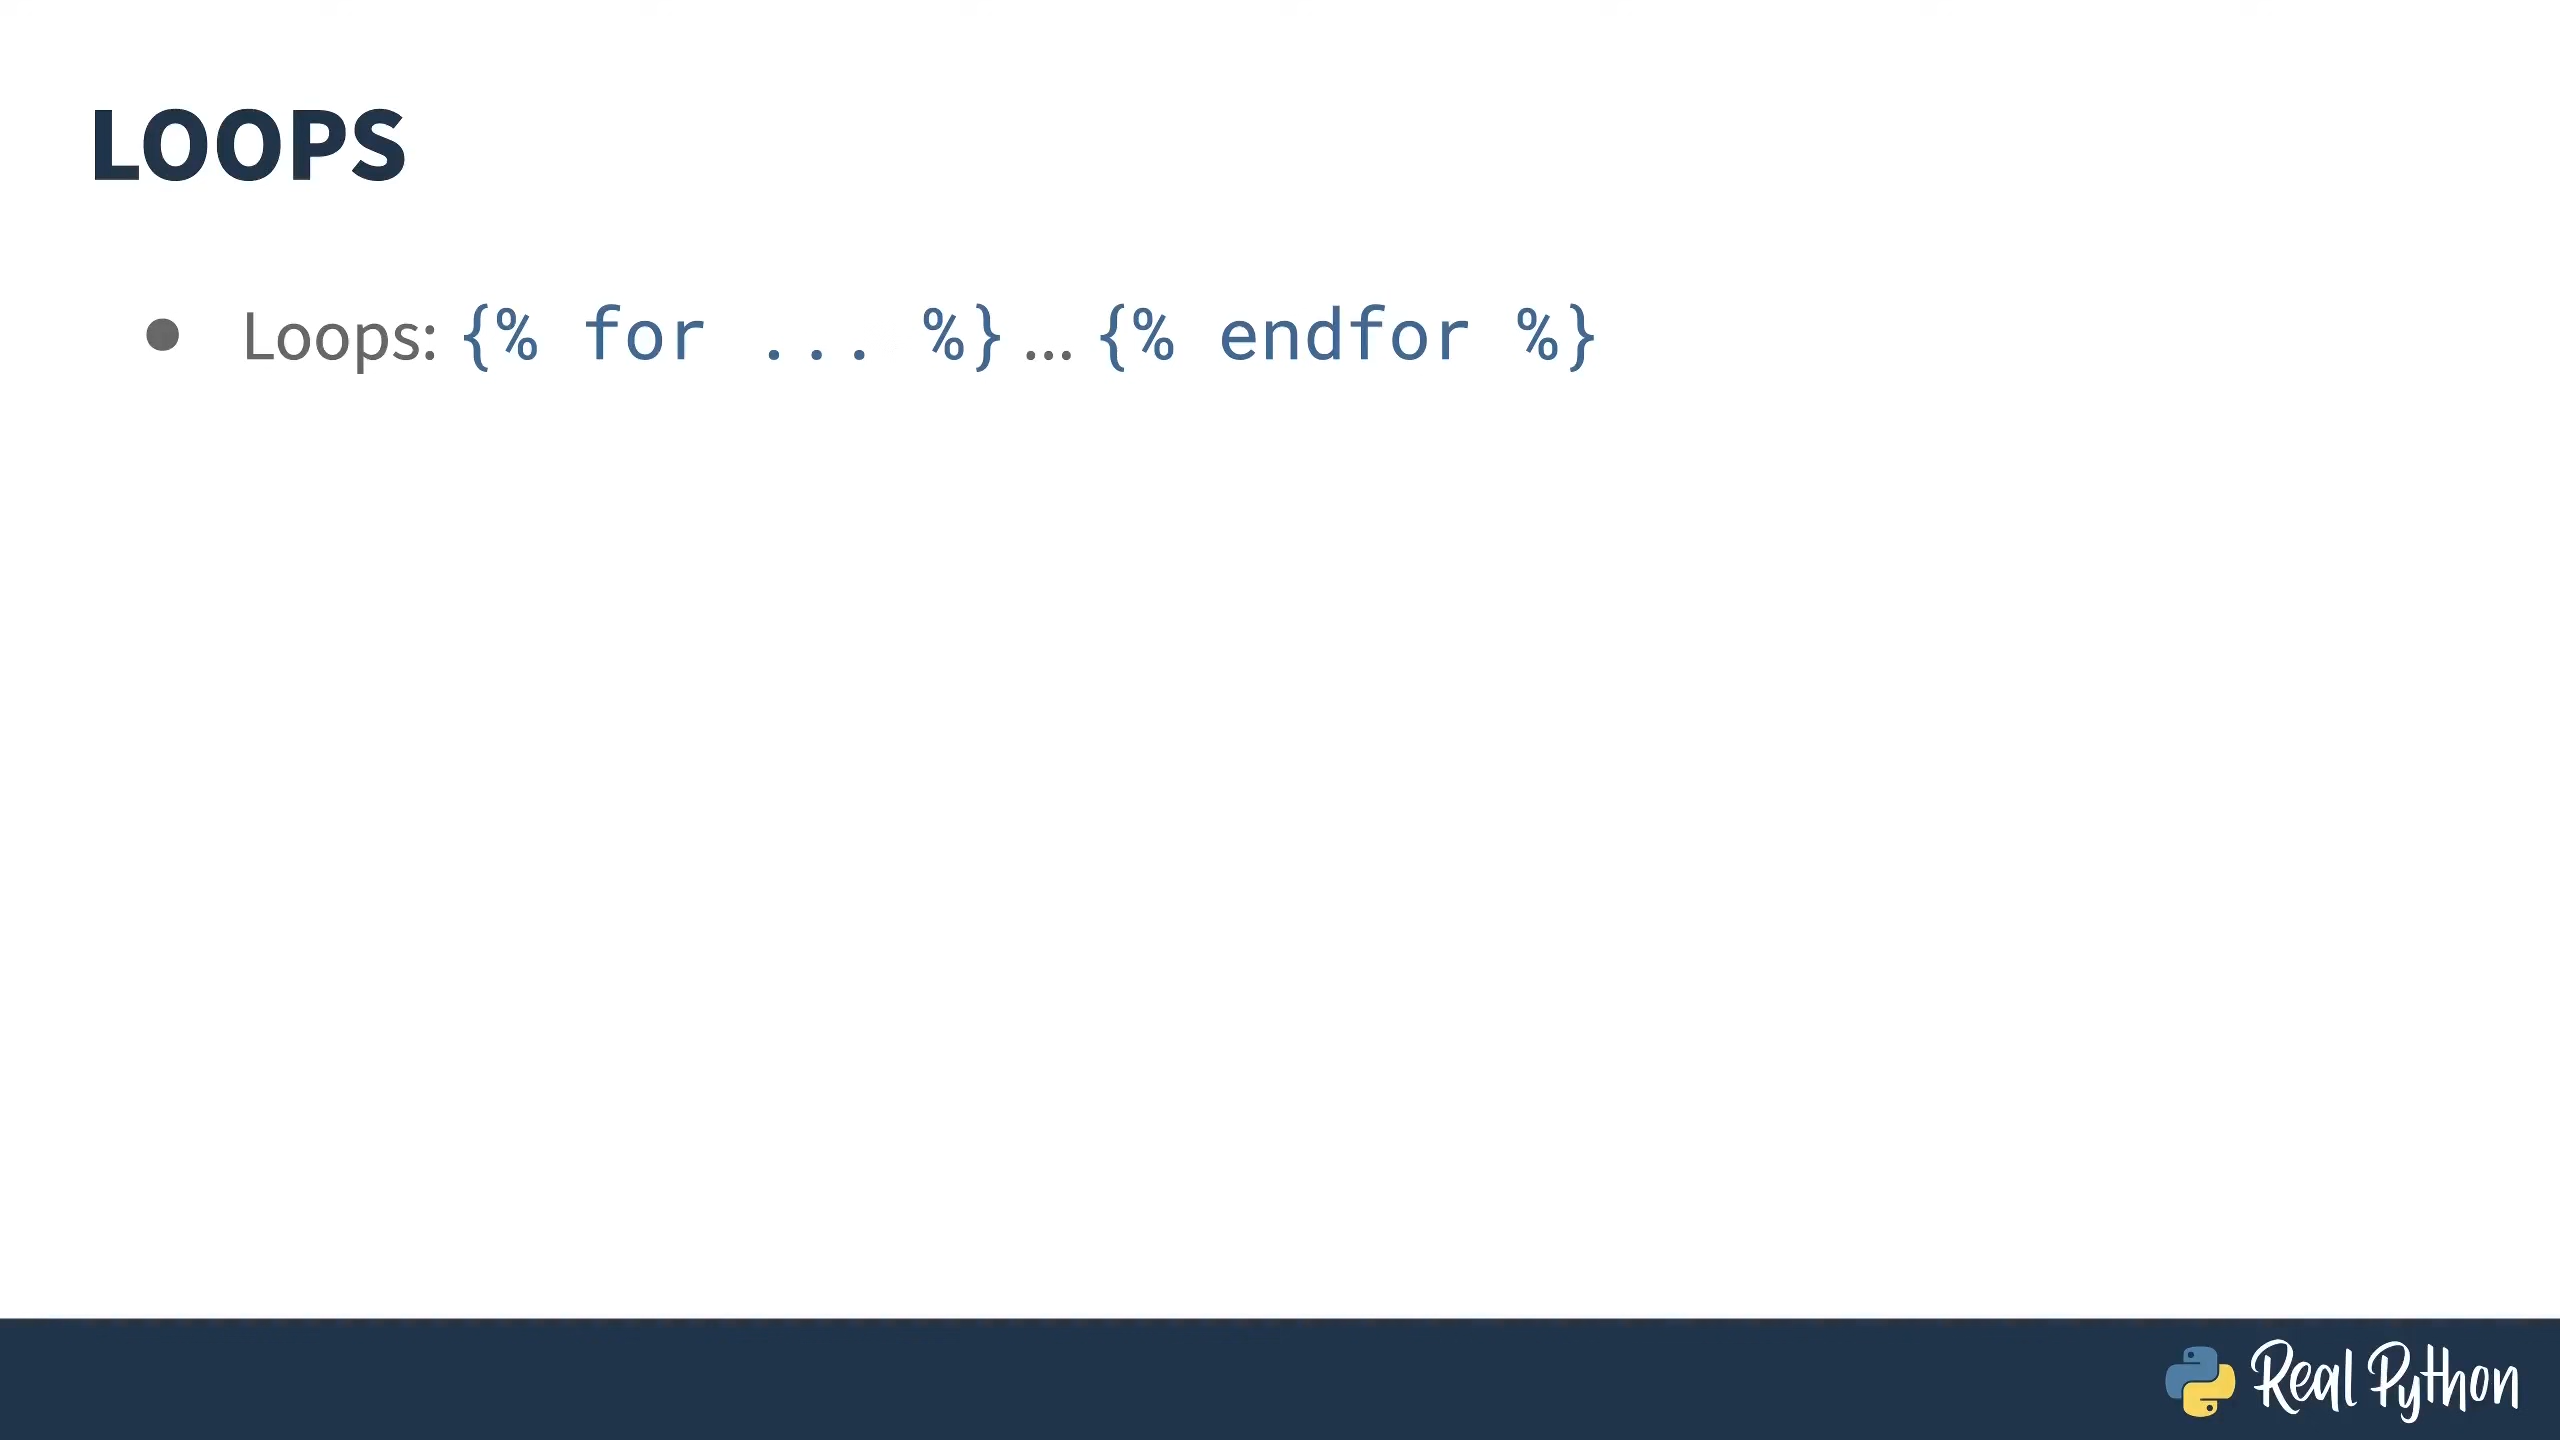 LOOPS
● Loops: {% for ... %} ... {% endfor %}
Real Python